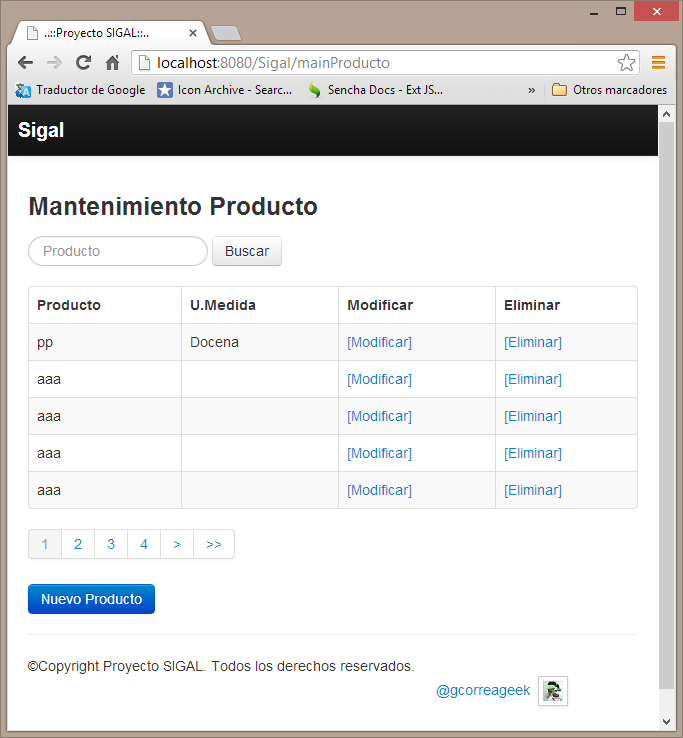 ..::Proyecto SIGAL::..
localhost:8080/Sigal/mainProducto
Traductor de Google Icon Archive - Searc... Sencha Docs - Ext JS... » Otros marcadores
Sigal
Mantenimiento Producto
Producto Buscar
Producto U.Medida Modificar Eliminar
pp Docena [Modificar] [Eliminar]
aaa [Modificar] [Eliminar]
aaa [Modificar] [Eliminar]
aaa [Modificar] [Eliminar]
aaa [Modificar] [Eliminar]
1 2 3 4 > >>
Nuevo Producto
©Copyright Proyecto SIGAL. Todos los derechos reservados.
@gcorreageek